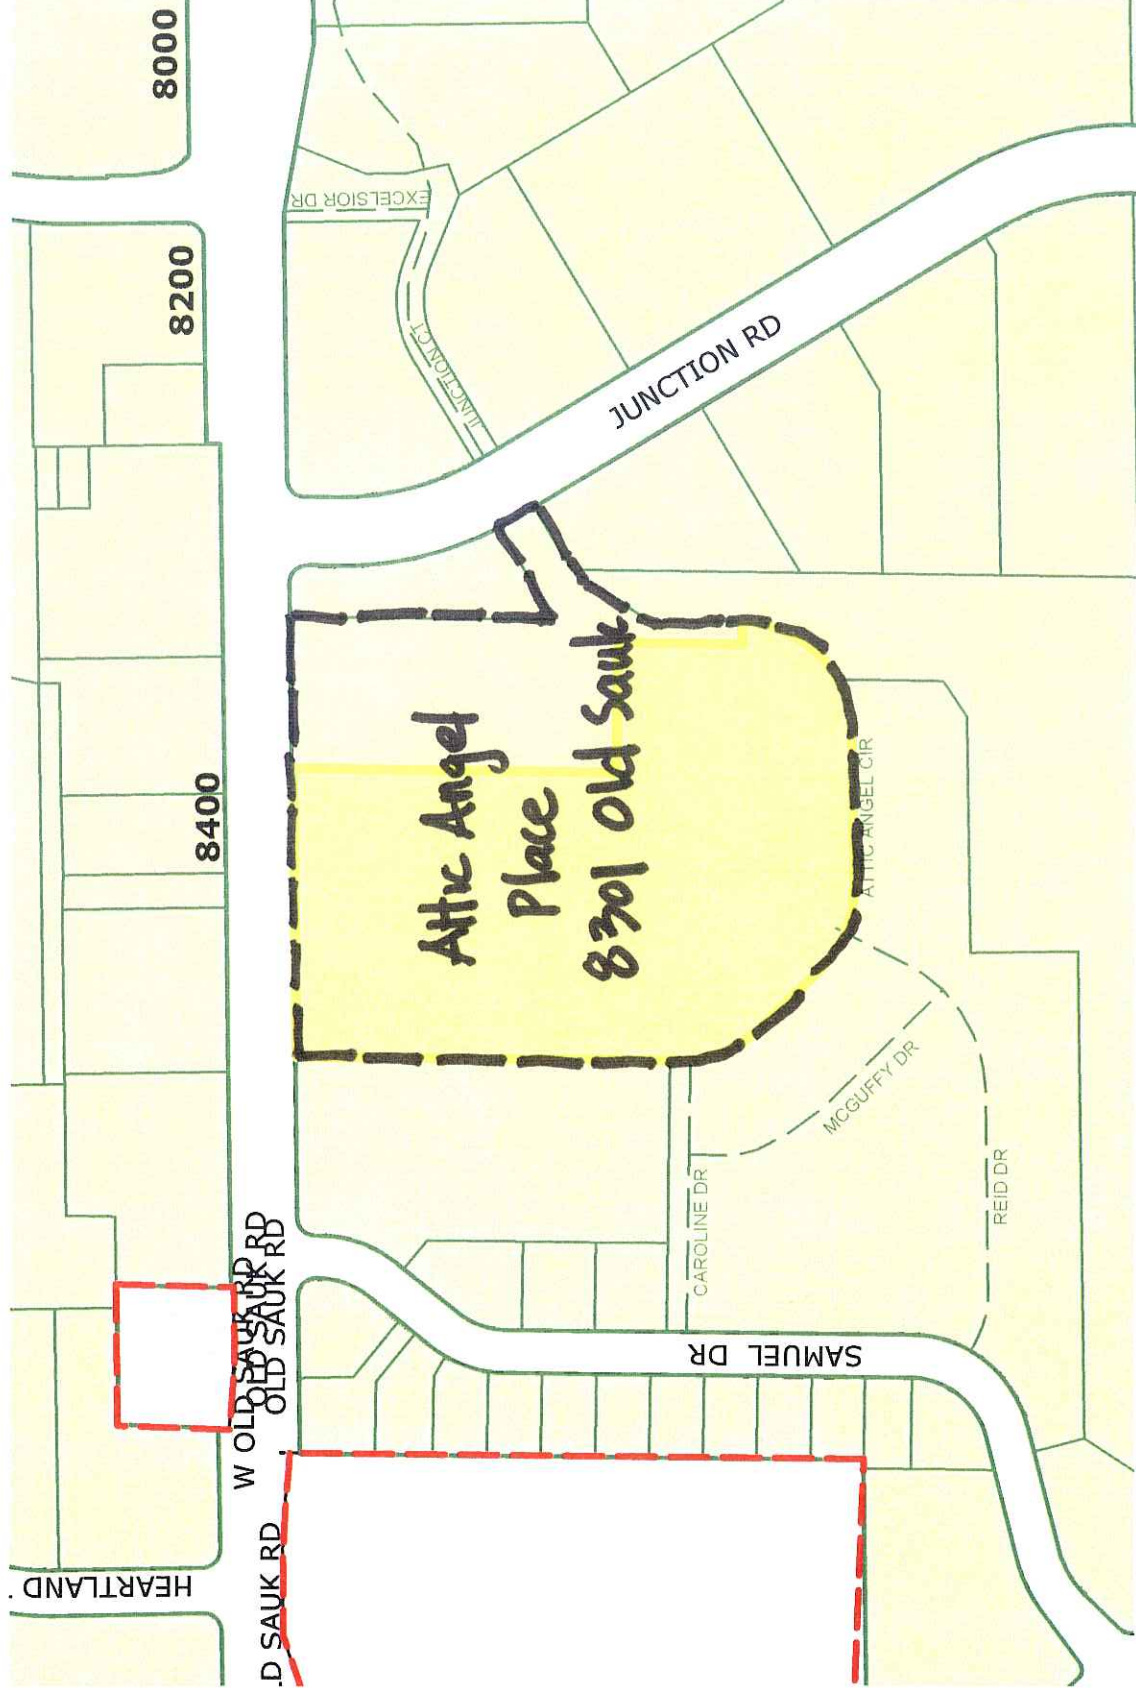 8000
8200
8400
EXCELSIOR DR
JUNCTION CT
JUNCTION RD
Attic Angel
Place
8301 Old Sauk
ATTIC ANGEL CIR
MCGUFFY DR
REID DR
CAROLINE DR
SAMUEL DR
W OLD SAUK RD
OLD SAUK RD
OLD SAUK RD
D SAUK RD
HEARTLAND